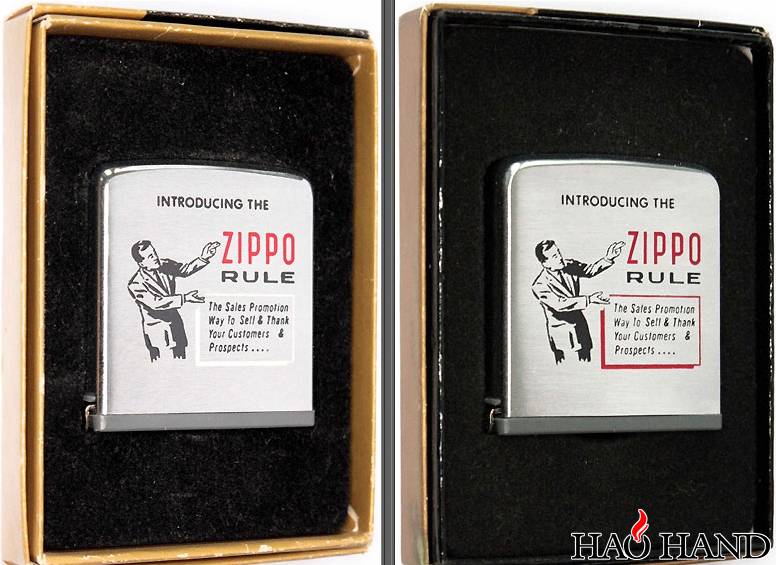 INTRODUCING THE
ZIPPO
RULE
The Sales Promotion
Way To Sell & Thank
Your Customers &
Prospects ....
INTRODUCING THE
ZIPPO
RULE
The Sales Promotion
Way To Sell & Thank
Your Customers &
Prospects ....
HAO HAND